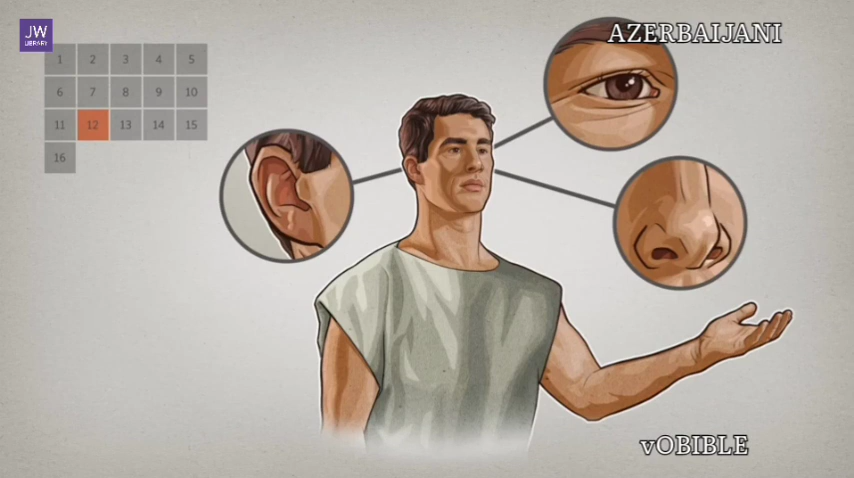 JW
LIBRARY
AZERBAIJANI
1 2 3 4 5
6 7 8 9 10
11 12 13 14 15
16
vOBIBLE